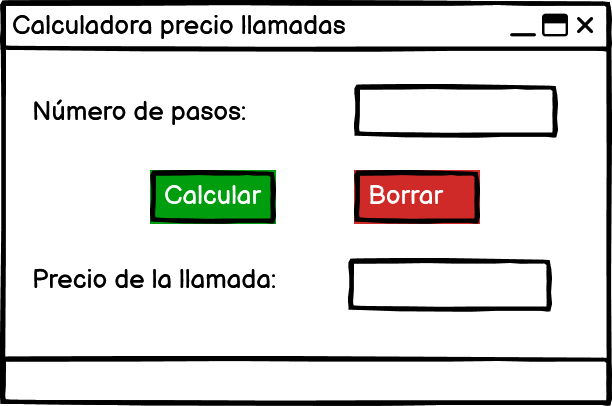 Calculadora precio llamadas
Número de pasos:
Calcular Borrar
Precio de la llamada: